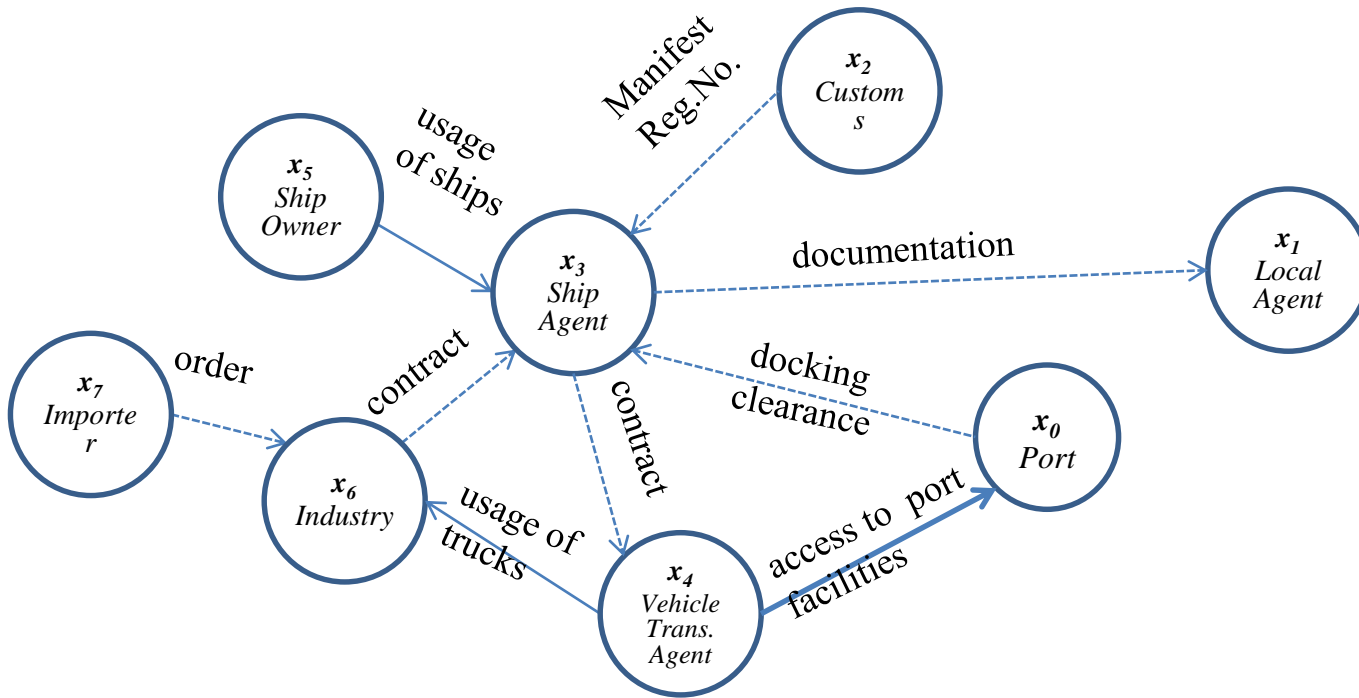 Manifest
Reg.No.
x2
Custom
s
usage
of ships
x5
Ship
Owner
x3
Ship
Agent
documentation
x1
Local
Agent
order
x7
Importe
r
contract
contract
docking
clearance
x0
Port
x6
Industry
usage of
trucks
access to port
facilities
x4
Vehicle
Trans.
Agent